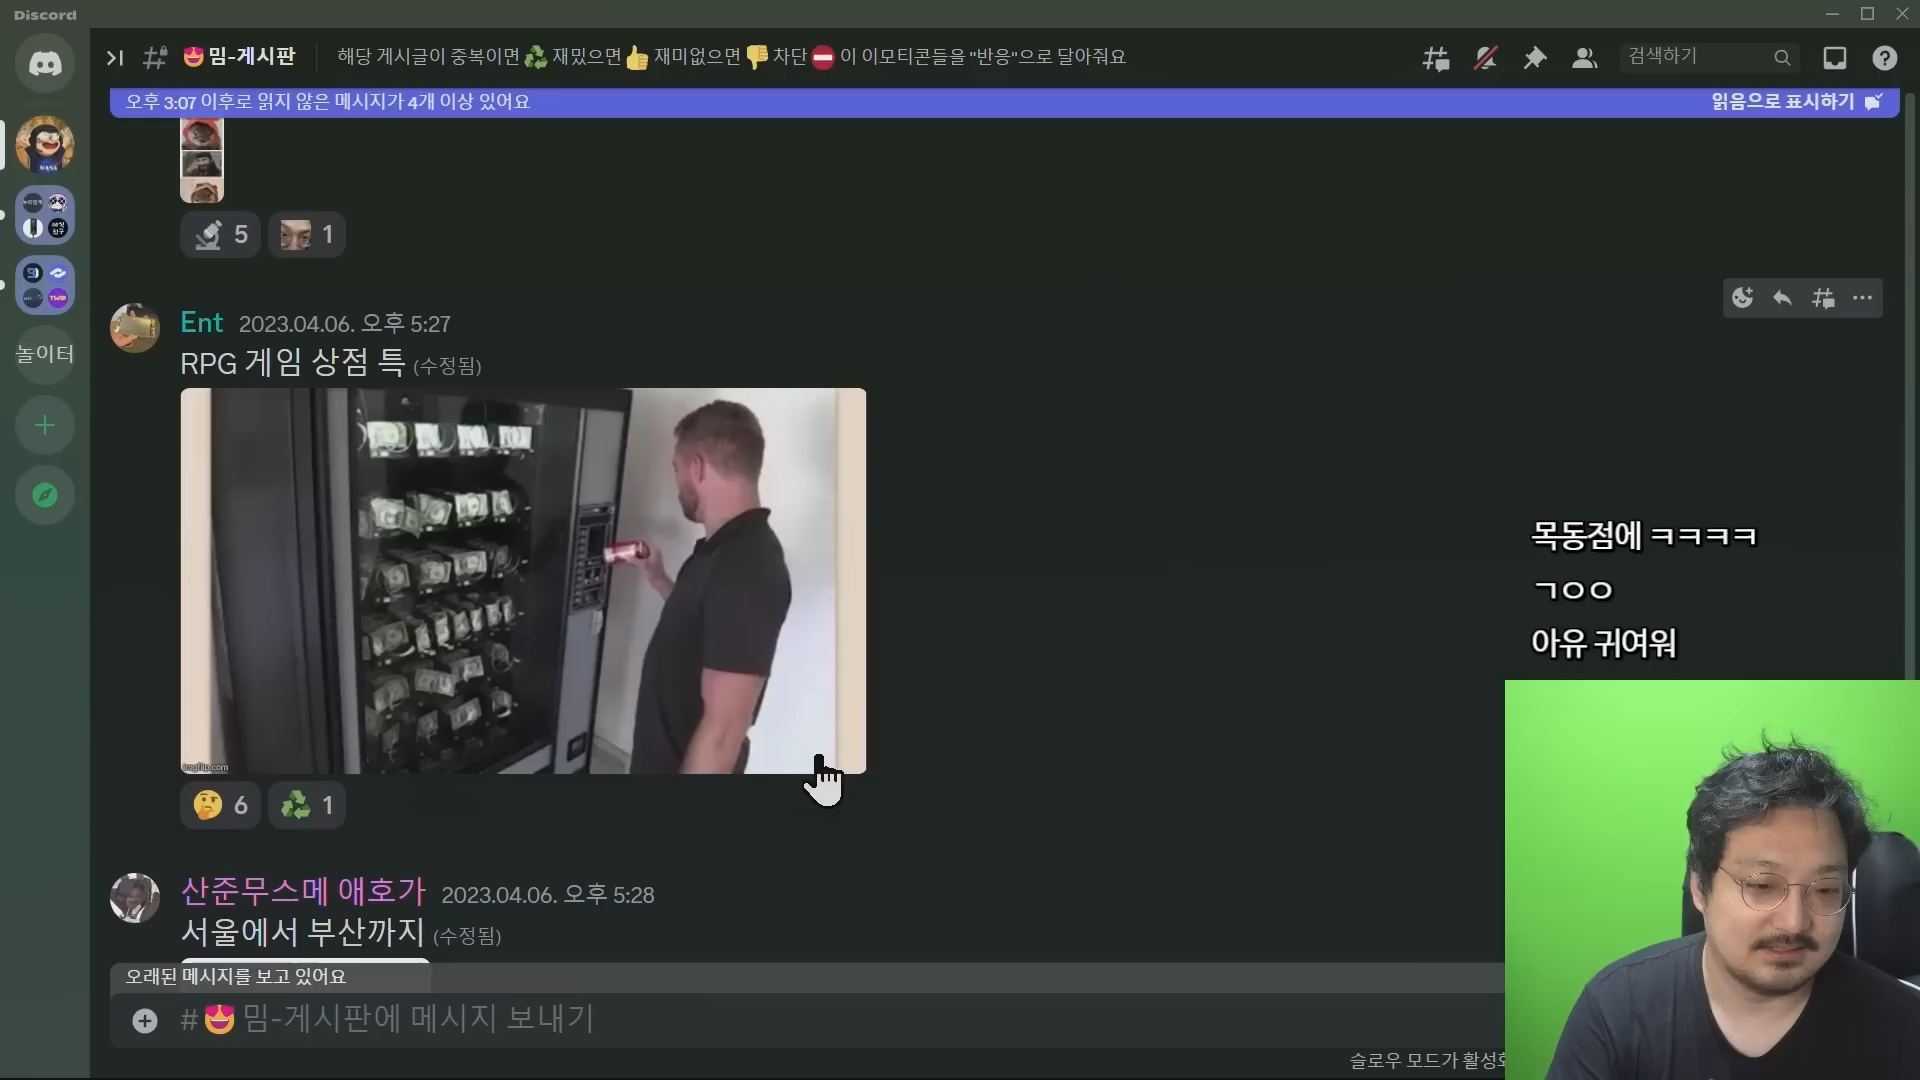 Discord
# 😍밈-게시판 해당 게시글이 중복이면♻️재밌으면👍재미없으면👎차단⛔이 이모티콘들을 "반응"으로 달아줘요 검색하기
오후 3:07 이후로 읽지 않은 메시지가 4개 이상 있어요 읽음으로 표시하기
NASA
TWIP
놀이터
5 1
Ent 2023.04.06. 오후 5:27
RPG 게임 상점 특 (수정됨)
imgflip.com
6 1
목동점에 ㅋㅋㅋㅋ
ㄱㅇㅇ
아유 귀여워
산준무스메 애호가 2023.04.06. 오후 5:28
서울에서 부산까지 (수정됨)
오래된 메시지를 보고 있어요
#😍밈-게시판에 메시지 보내기
슬로우 모드가 활성화